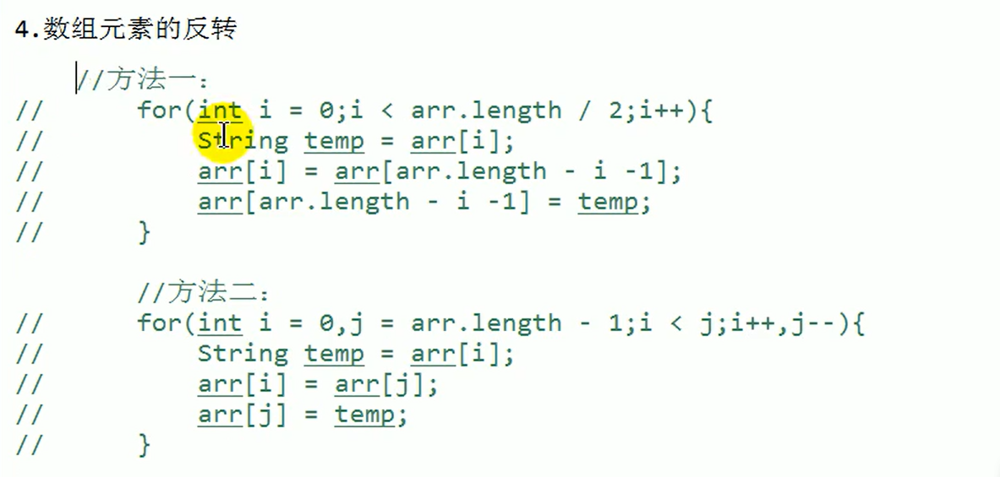 4.数组元素的反转
//方法一：
// for(int i = 0;i < arr.length / 2;i++){
// String temp = arr[i];
// arr[i] = arr[arr.length - i -1];
// arr[arr.length - i -1] = temp;
// }
//方法二：
// for(int i = 0,j = arr.length - 1;i < j;i++,j--){
// String temp = arr[i];
// arr[i] = arr[j];
// arr[j] = temp;
// }